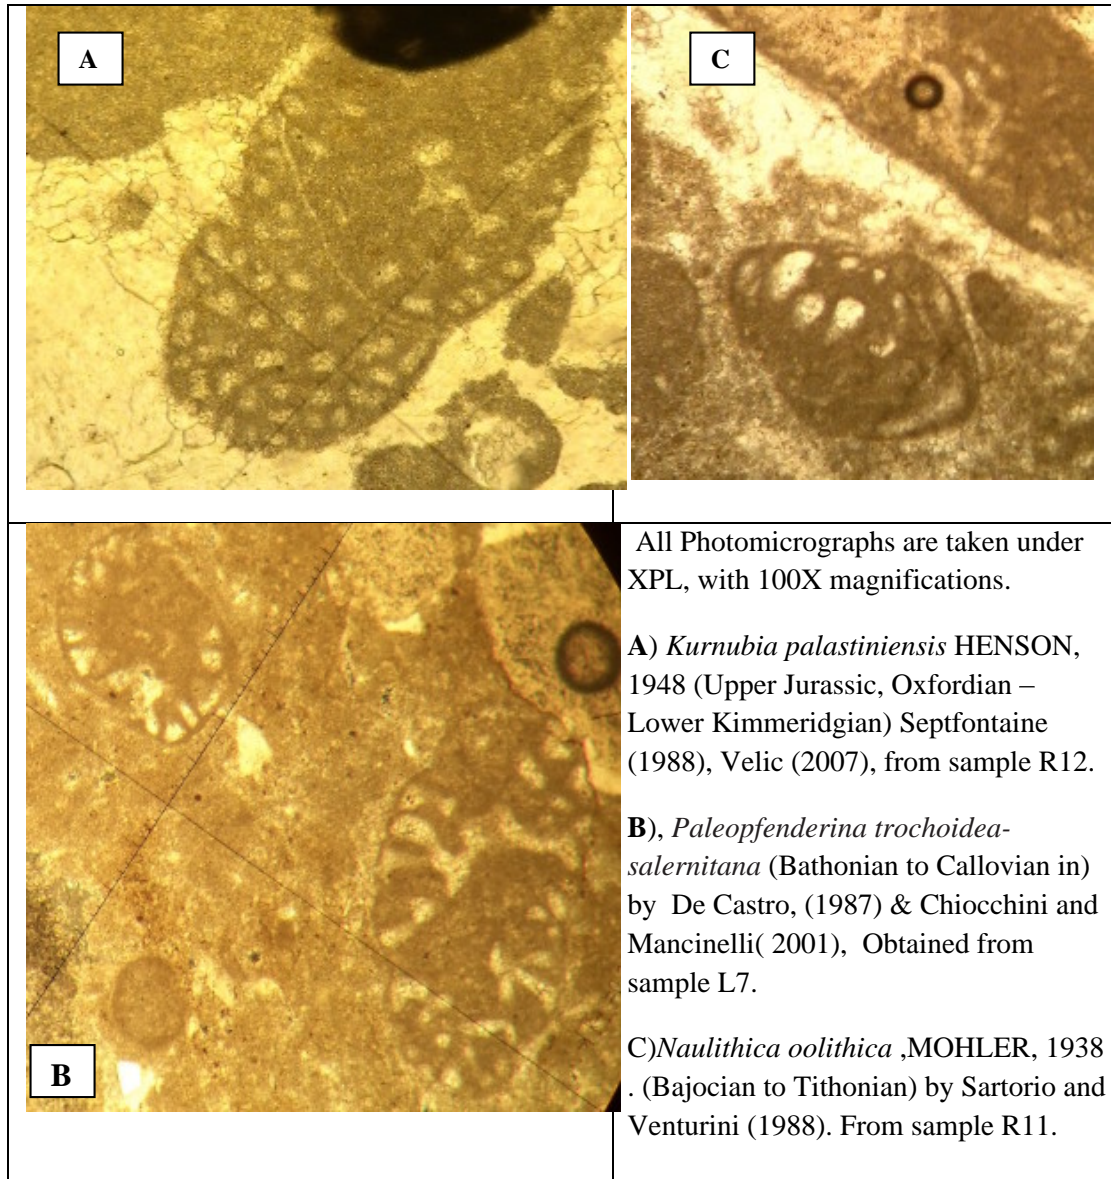 A
C
B
All Photomicrographs are taken under
XPL, with 100X magnifications.
A) Kurnubia palastiniensis HENSON,
1948 (Upper Jurassic, Oxfordian –
Lower Kimmeridgian) Septfontaine
(1988), Velic (2007), from sample R12.
B), Paleopfenderina trochoidea-
salernitana (Bathonian to Callovian in)
by De Castro, (1987) & Chiocchini and
Mancinelli( 2001), Obtained from
sample L7.
C)Naulithica oolithica ,MOHLER, 1938
. (Bajocian to Tithonian) by Sartorio and
Venturini (1988). From sample R11.